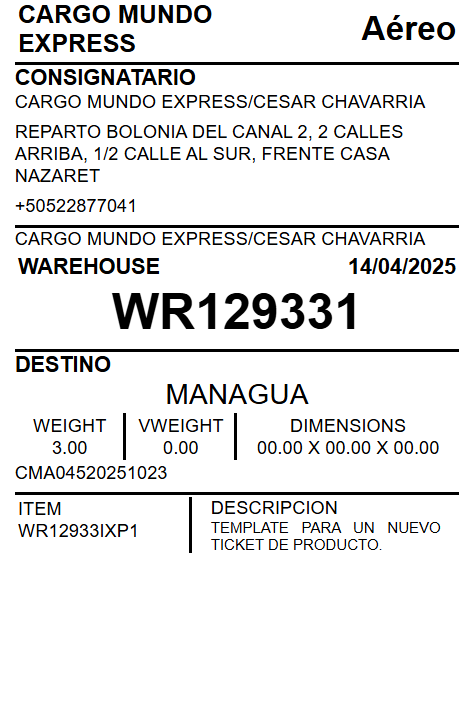 CARGO MUNDO
EXPRESS
Aéreo
CONSIGNATARIO
CARGO MUNDO EXPRESS/CESAR CHAVARRIA
REPARTO BOLONIA DEL CANAL 2, 2 CALLES
ARRIBA, 1/2 CALLE AL SUR, FRENTE CASA
NAZARET
+50522877041
CARGO MUNDO EXPRESS/CESAR CHAVARRIA
WAREHOUSE 14/04/2025
WR129331
DESTINO
MANAGUA
WEIGHT VWEIGHT DIMENSIONS
3.00 0.00 00.00 X 00.00 X 00.00
CMA04520251023
ITEM DESCRIPCION
WR12933IXP1 TEMPLATE PARA UN NUEVO
TICKET DE PRODUCTO.